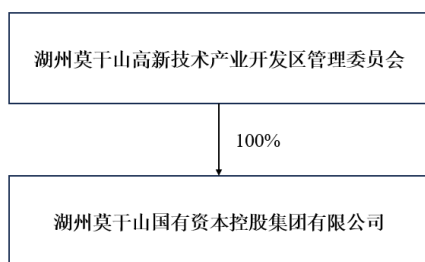 湖州莫干山高新技术产业开发区管理委员会
100%
湖州莫干山国有资本控股集团有限公司